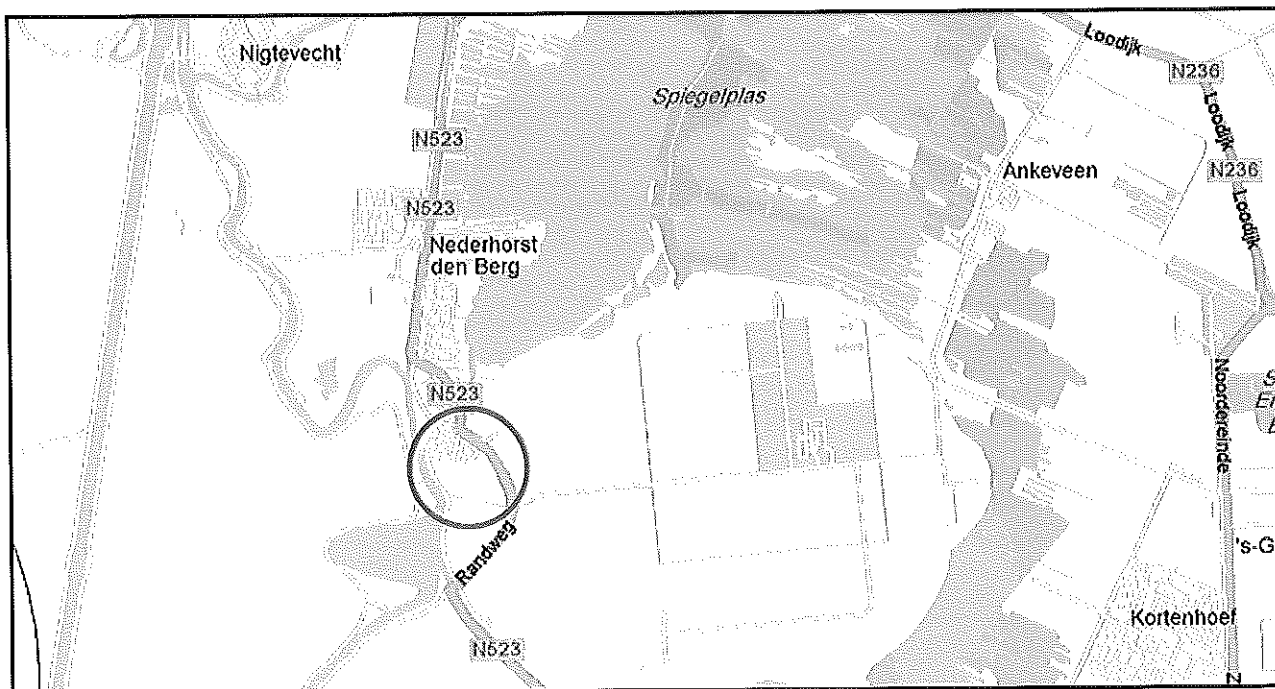 Loodijk
Nigtevecht
N236
Spiegelplas
Loodijk
N523
Ankeveen
N236
N523
Loodijk
Nederhorst
den Berg
N523
Noordereinde
's-G
Randweg
Kortenhoef
N523
Z